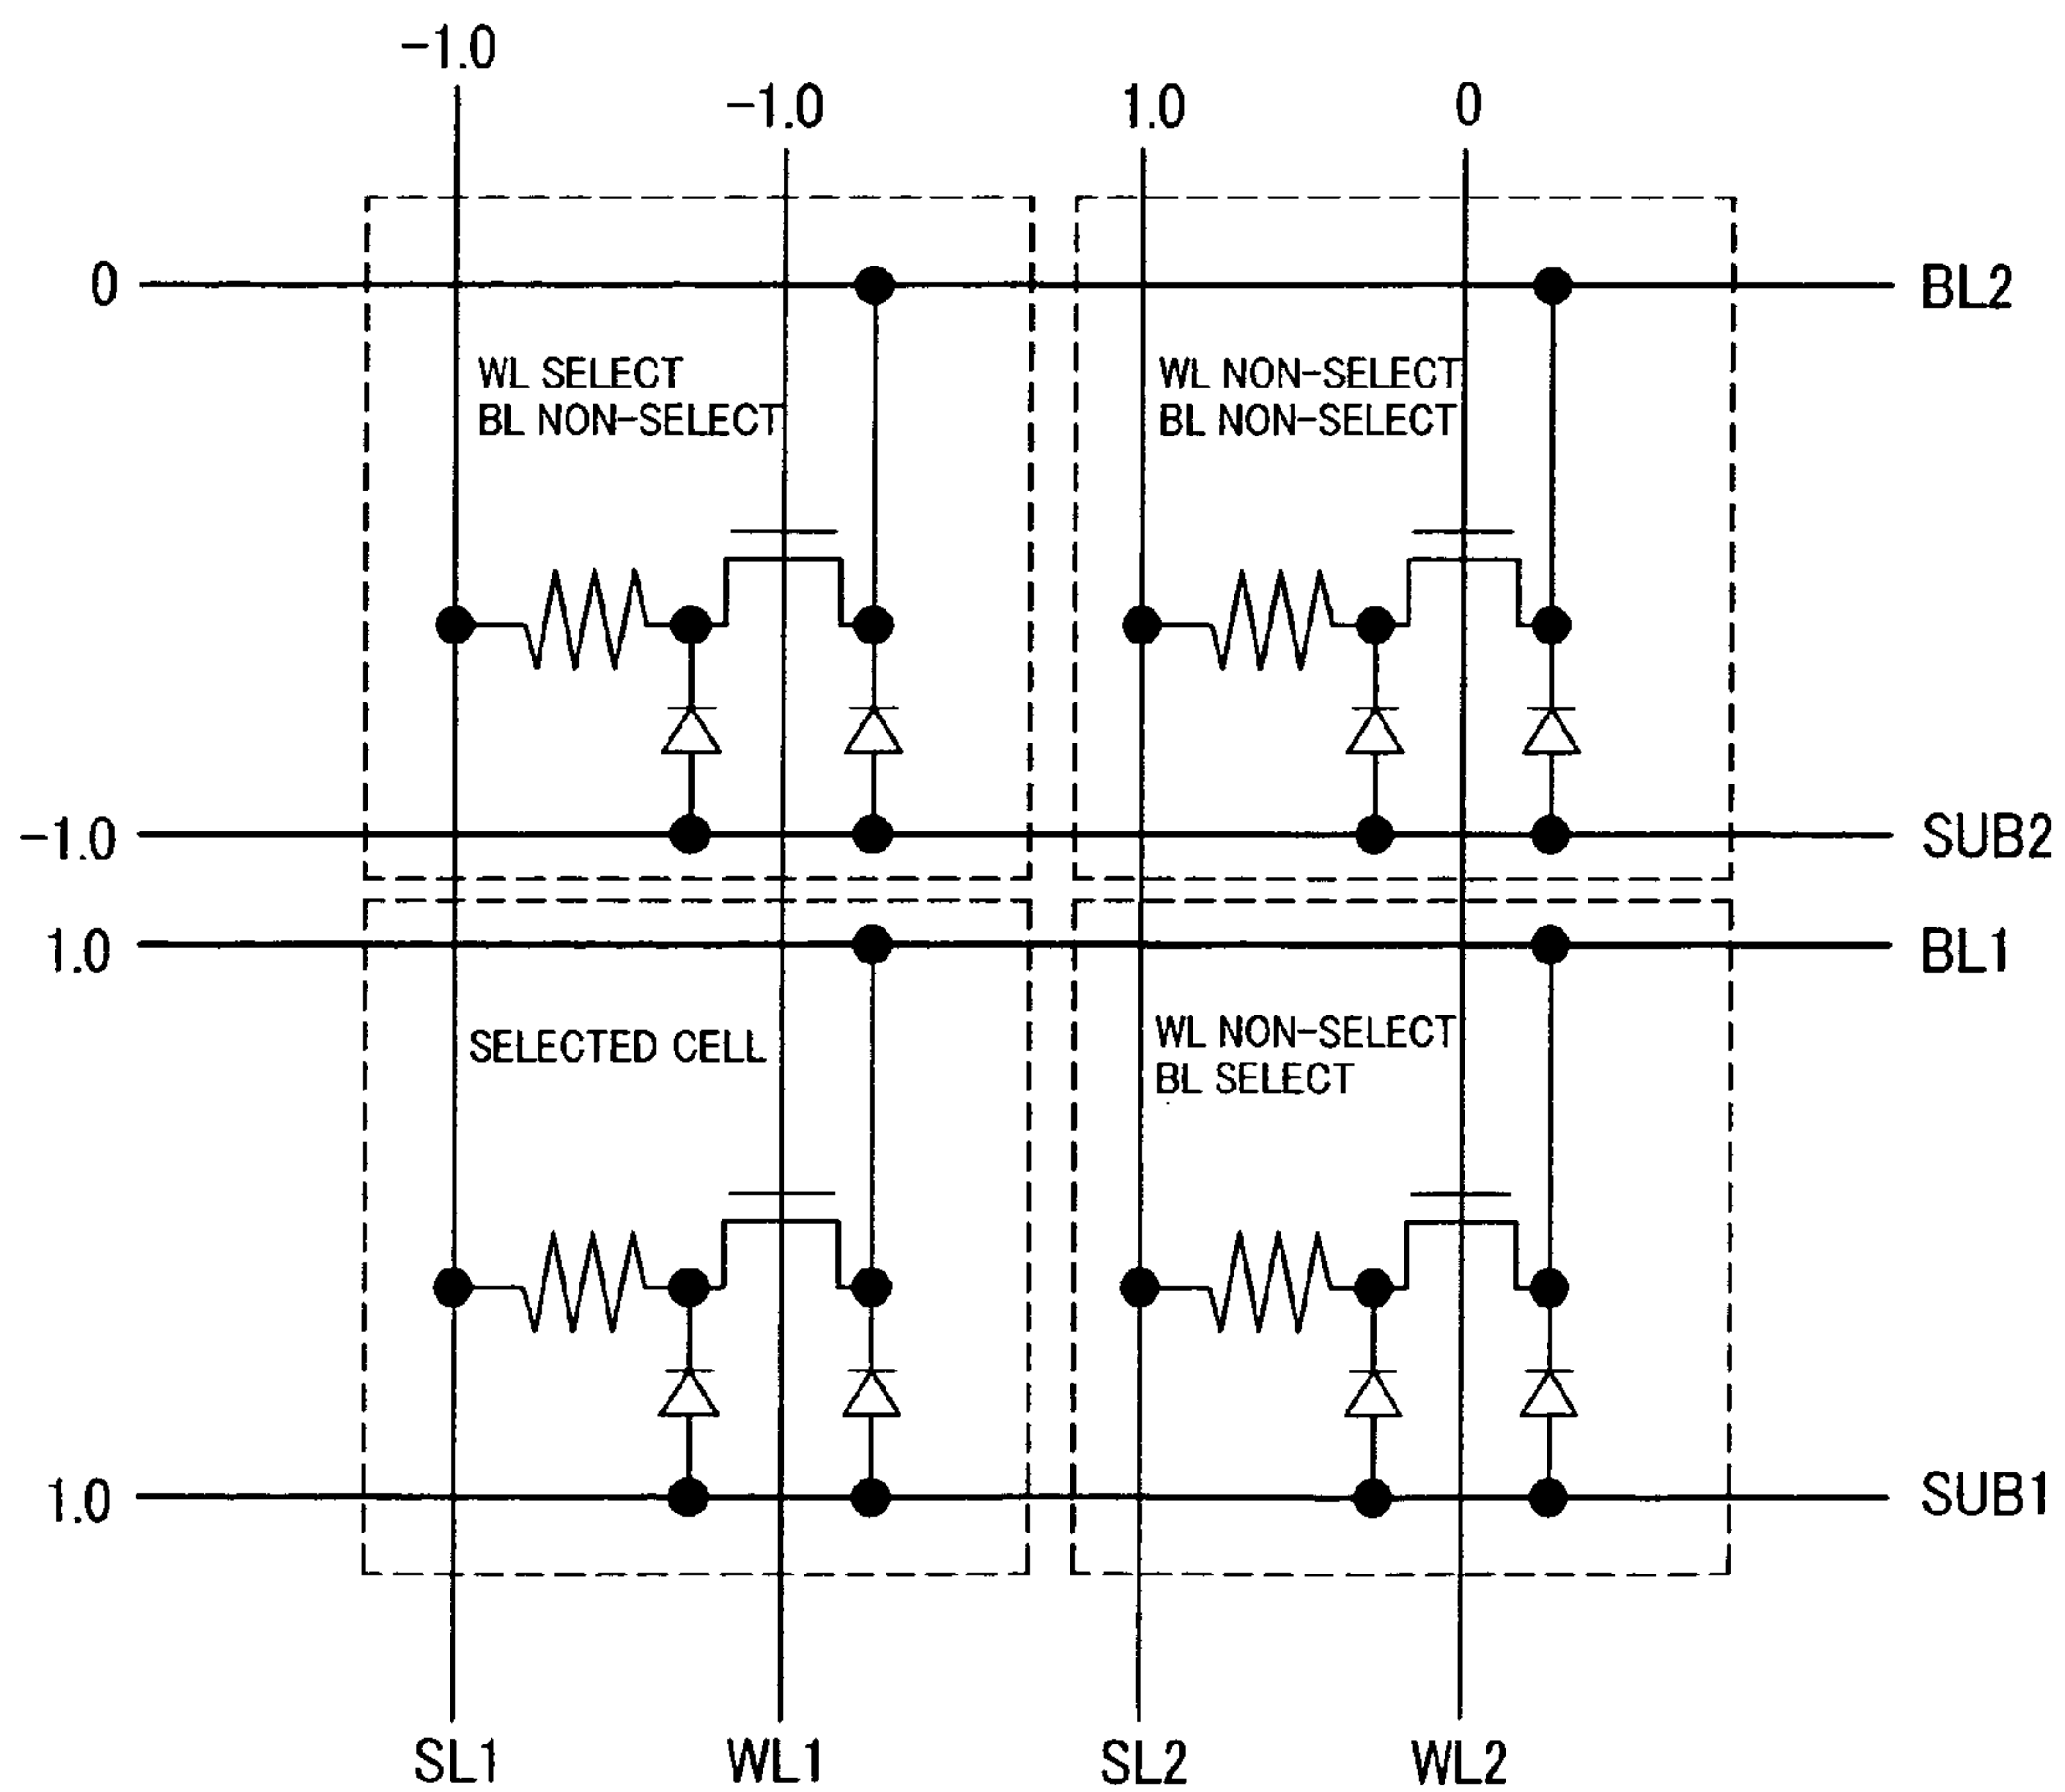 -1.0
-1.0
1.0
0
0
BL2
WL SELECT
BL NON-SELECT
WL NON-SELECT
BL NON-SELECT
-1.0
SUB2
1.0
BL1
SELECTED CELL
WL NON-SELECT
BL SELECT
1.0
SUB1
SL1
WL1
SL2
WL2